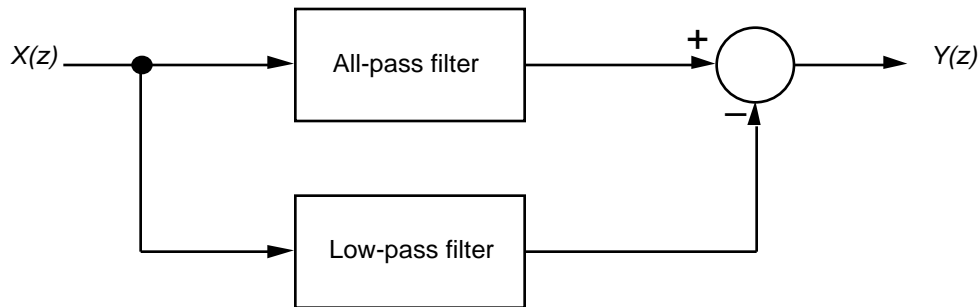 X(z)
All-pass filter
+
Y(z)
−
Low-pass filter